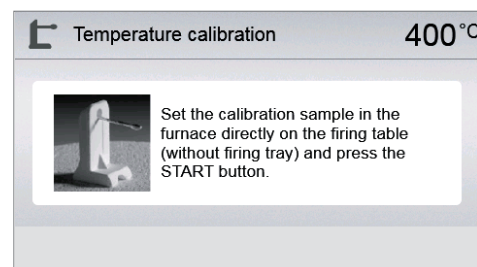 Temperature calibration 400°C
Set the calibration sample in the
furnace directly on the firing table
(without firing tray) and press the
START button.